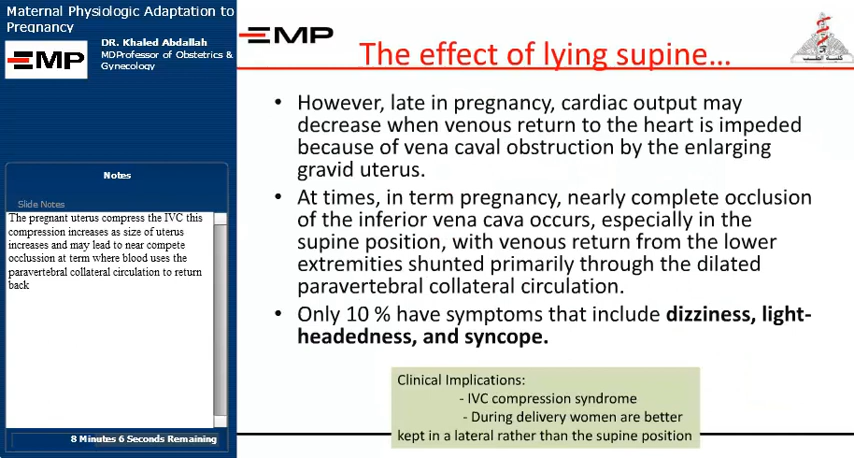 Maternal Physiologic Adaptation to
Pregnancy
EMP
DR. Khaled Abdallah
MDProfessor of Obstetrics &
Gynecology
Notes
Slide Notes
The pregnant uterus compress the IVC this
compression increases as size of uterus
increases and may lead to near compete
occlussion at term where blood uses the
paravertebral collateral circulation to return
back
8 Minutes 6 Seconds Remaining
EMP
The effect of lying supine…
• However, late in pregnancy, cardiac output may
decrease when venous return to the heart is impeded
because of vena caval obstruction by the enlarging
gravid uterus.
• At times, in term pregnancy, nearly complete occlusion
of the inferior vena cava occurs, especially in the
supine position, with venous return from the lower
extremities shunted primarily through the dilated
paravertebral collateral circulation.
• Only 10 % have symptoms that include dizziness, light-
headedness, and syncope.
Clinical Implications:
- IVC compression syndrome
- During delivery women are better
kept in a lateral rather than the supine position